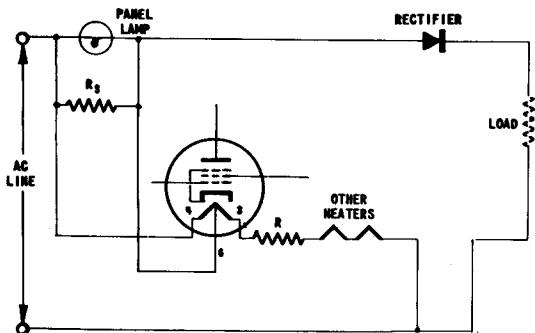 PANEL
LAMP
RECTIFIER
RS
LOAD
AC
LINE
4
3
6
R
OTHER
HEATERS